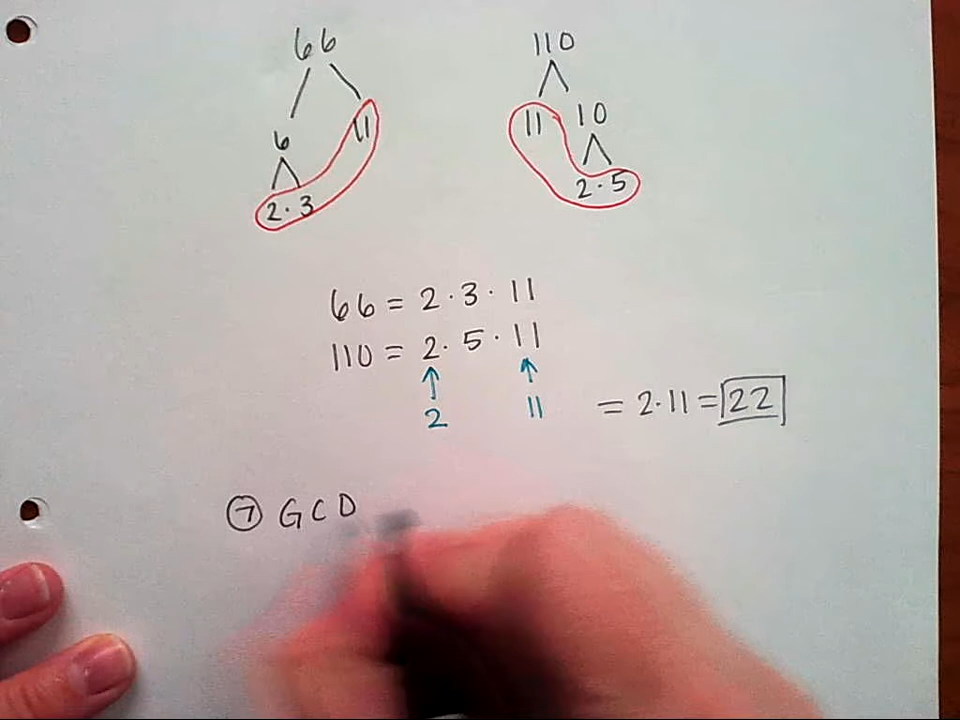 66 110
6 11 11 10
2 · 3 2 · 5
66 = 2 · 3 · 11
110 = 2 · 5 · 11
2 11 = 2 · 11 = 22
⑦ GCD